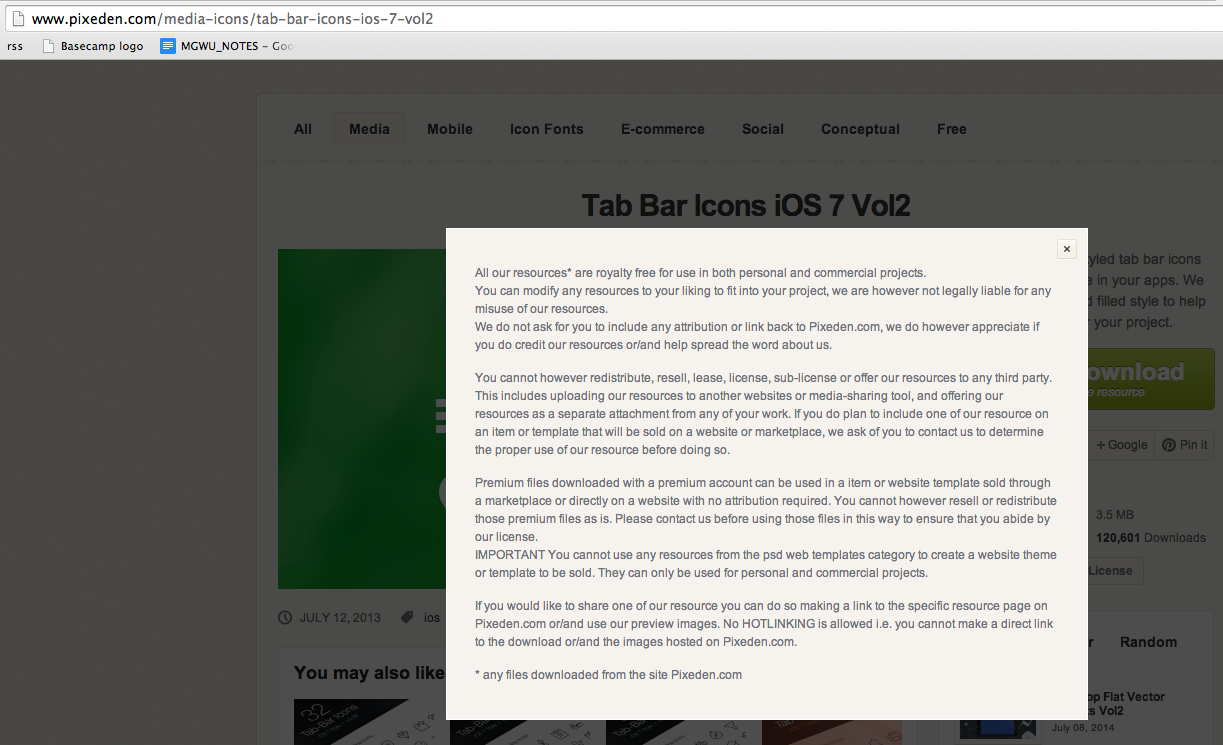 www.pixeden.com/media-icons/tab-bar-icons-ios-7-vol2
rss Basecamp logo MGWU_NOTES – Goo
All Media Mobile Icon Fonts E-commerce Social Conceptual Free
Tab Bar Icons iOS 7 Vol2
×
All our resources* are royalty free for use in both personal and commercial projects.
You can modify any resources to your liking to fit into your project, we are however not legally liable for any
misuse of our resources.
We do not ask for you to include any attribution or link back to Pixeden.com, we do however appreciate if
you do credit our resources or/and help spread the word about us.
You cannot however redistribute, resell, lease, license, sub-license or offer our resources to any third party.
This includes uploading our resources to another websites or media-sharing tool, and offering our
resources as a separate attachment from any of your work. If you do plan to include one of our resource on
an item or template that will be sold on a website or marketplace, we ask of you to contact us to determine
the proper use of our resource before doing so.
Premium files downloaded with a premium account can be used in a item or website template sold through
a marketplace or directly on a website with no attribution required. You cannot however resell or redistribute
those premium files as is. Please contact us before using those files in this way to ensure that you abide by
our license.
IMPORTANT You cannot use any resources from the psd web templates category to create a website theme
or template to be sold. They can only be used for personal and commercial projects.
If you would like to share one of our resource you can do so making a link to the specific resource page on
Pixeden.com or/and use our preview images. No HOTLINKING is allowed i.e. you cannot make a direct link
to the download or/and the images hosted on Pixeden.com.
* any files downloaded from the site Pixeden.com
yled tab bar icons
e in your apps. We
d filled style to help
your project.
ownload
e resource
+ Google Pin it
3.5 MB
120,601 Downloads
License
JULY 12, 2013 ios
You may also like
32
Tab-Bar Icons
r Random
op Flat Vector
s Vol2
July 08, 2014